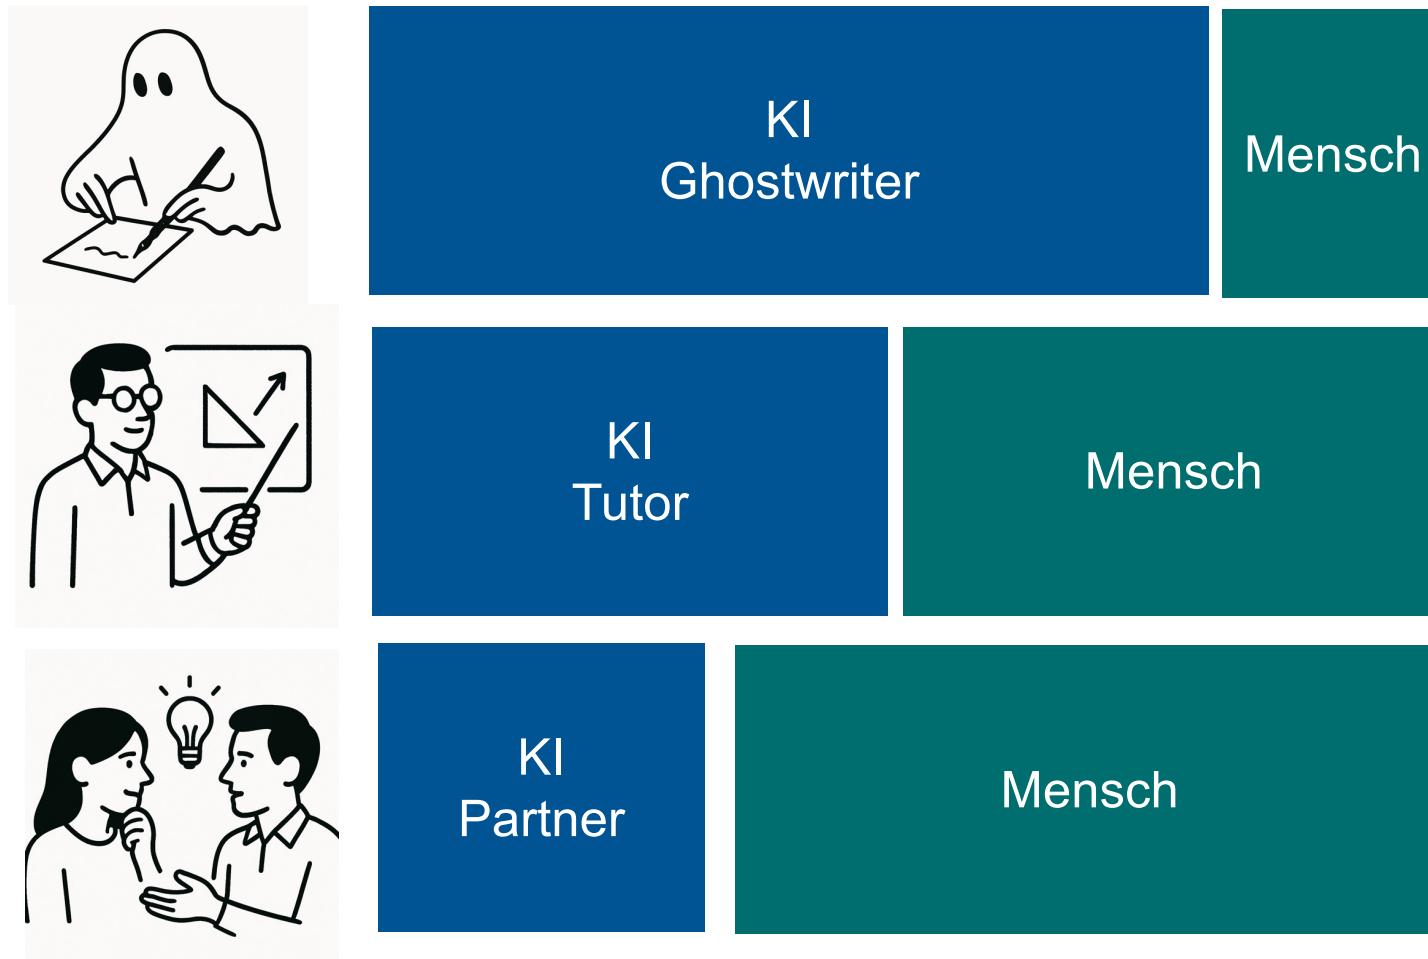 KI
Ghostwriter
Mensch
KI
Tutor
Mensch
KI
Partner
Mensch